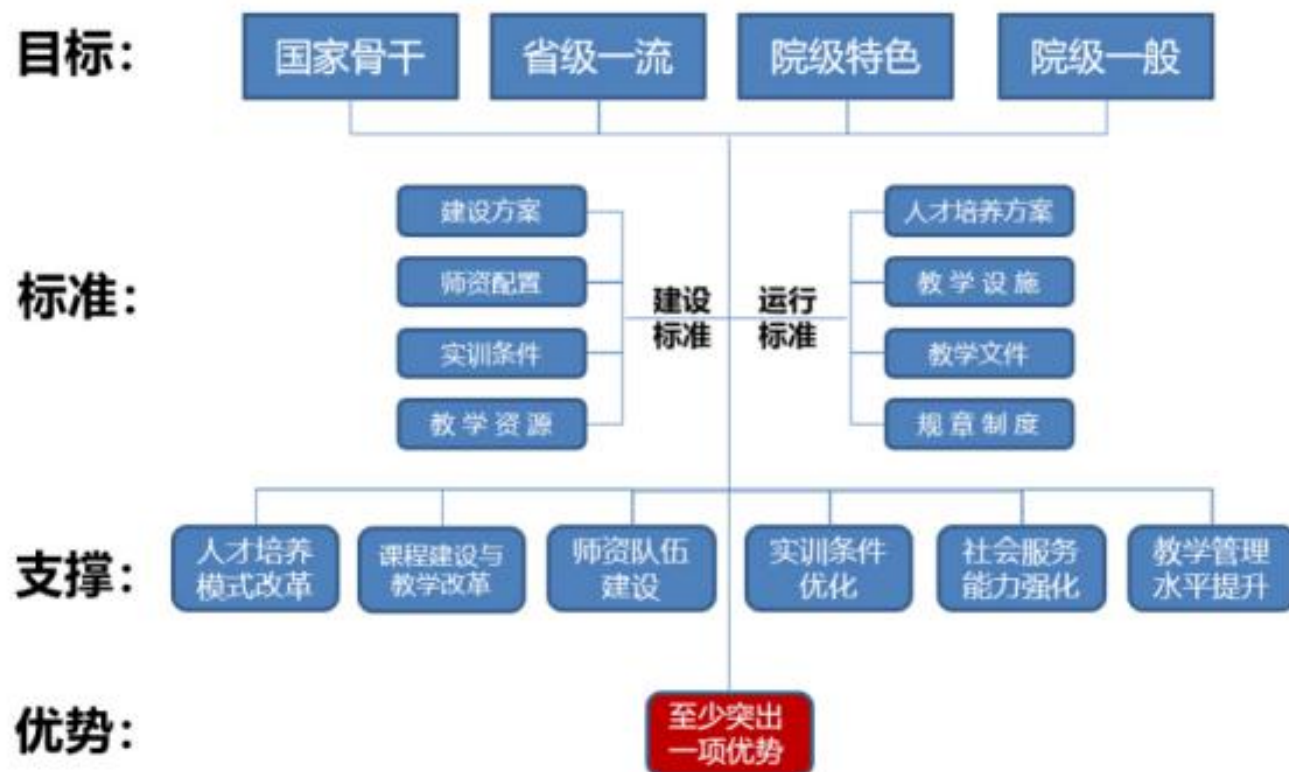 目标：
国家骨干
省级一流
院级特色
院级一般
标准：
建设方案
师资配置
实训条件
教学资源
建设
标准
运行
标准
人才培养方案
教学设施
教学文件
规章制度
支撑：
人才培养
模式改革
课程建设与
教学改革
师资队伍
建设
实训条件
优化
社会服务
能力强化
教学管理
水平提升
优势：
至少突出
一项优势